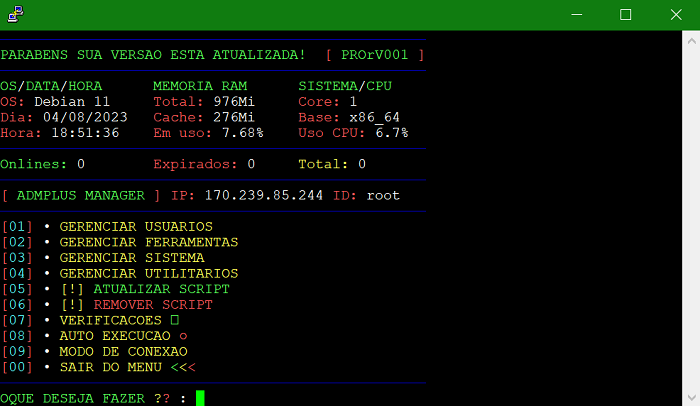 PARABENS SUA VERSAO ESTA ATUALIZADA! [ PROrV001 ]
OS/DATA/HORA MEMORIA RAM SISTEMA/CPU
OS: Debian 11 Total: 976Mi Core: 1
Dia: 04/08/2023 Cache: 276Mi Base: x86_64
Hora: 18:51:36 Em uso: 7.68% Uso CPU: 6.7%
Onlines: 0 Expirados: 0 Total: 0
[ ADMPLUS MANAGER ] IP: 170.239.85.244 ID: root
[01] • GERENCIAR USUARIOS
[02] • GERENCIAR FERRAMENTAS
[03] • GERENCIAR SISTEMA
[04] • GERENCIAR UTILITARIOS
[05] • [!] ATUALIZAR SCRIPT
[06] • [!] REMOVER SCRIPT
[07] • VERIFICACOES □
[08] • AUTO EXECUCAO ○
[09] • MODO DE CONEXAO
[00] • SAIR DO MENU <<<
OQUE DESEJA FAZER ?? :